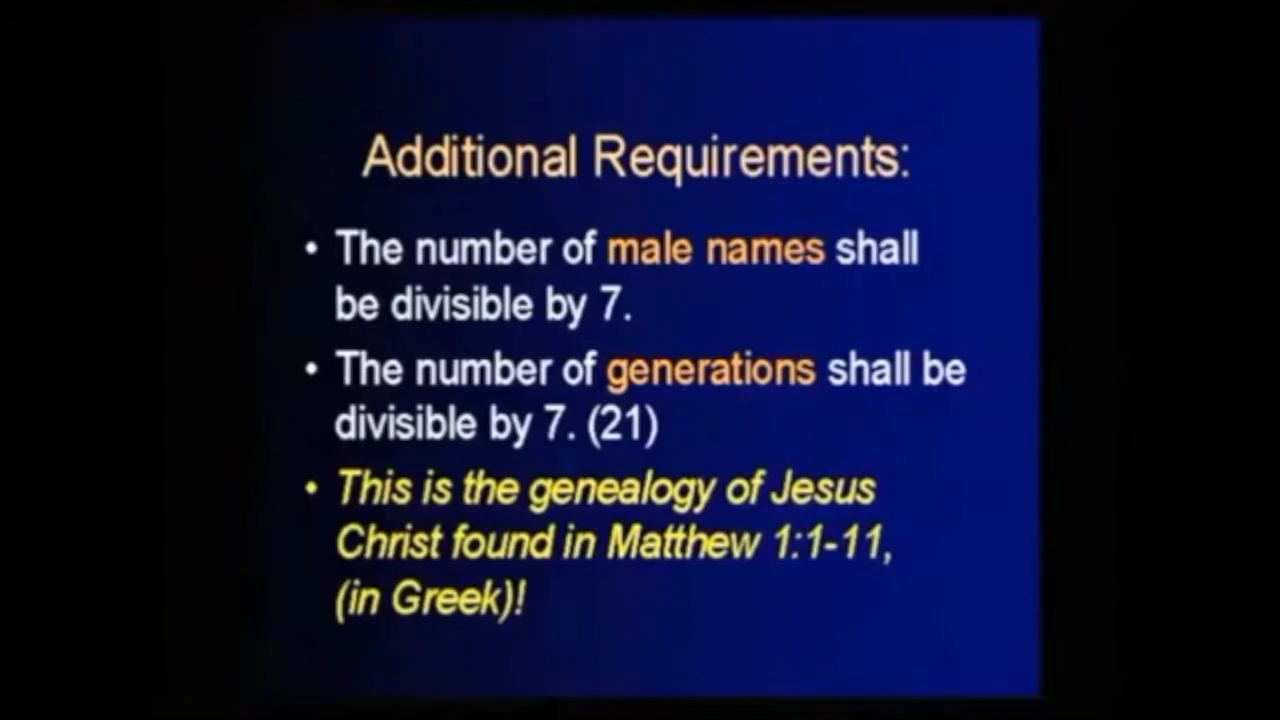 Additional Requirements:
• The number of male names shall
be divisible by 7.
• The number of generations shall be
divisible by 7. (21)
• This is the genealogy of Jesus
Christ found in Matthew 1:1-11,
(in Greek)!